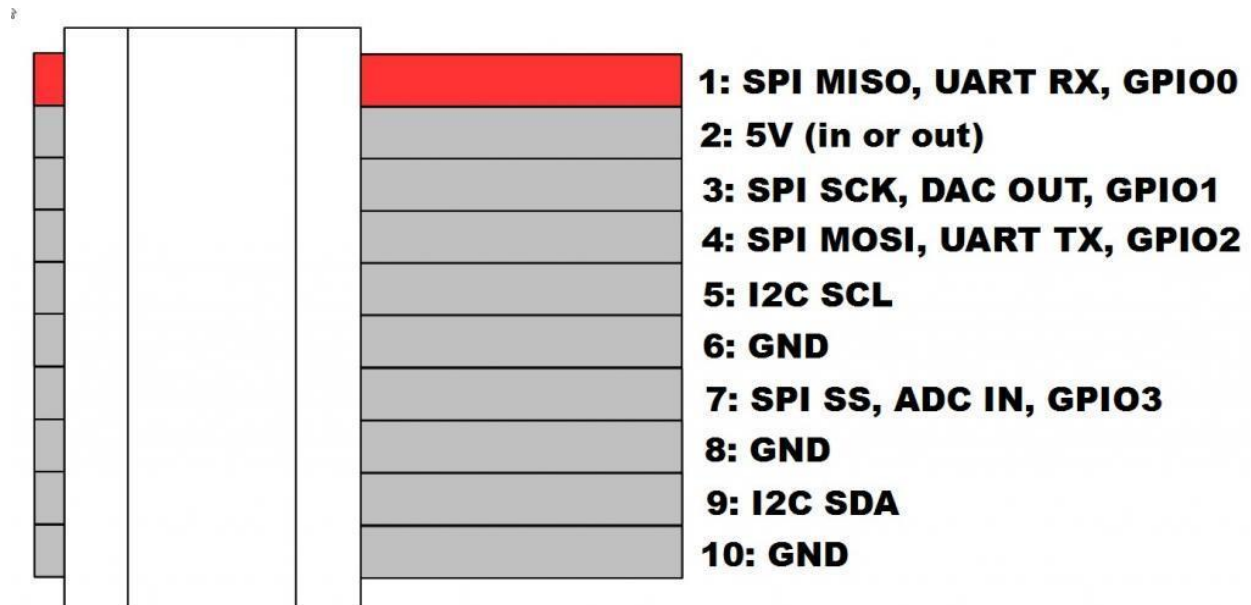 1: SPI MISO, UART RX, GPIO0
2: 5V (in or out)
3: SPI SCK, DAC OUT, GPIO1
4: SPI MOSI, UART TX, GPIO2
5: I2C SCL
6: GND
7: SPI SS, ADC IN, GPIO3
8: GND
9: I2C SDA
10: GND